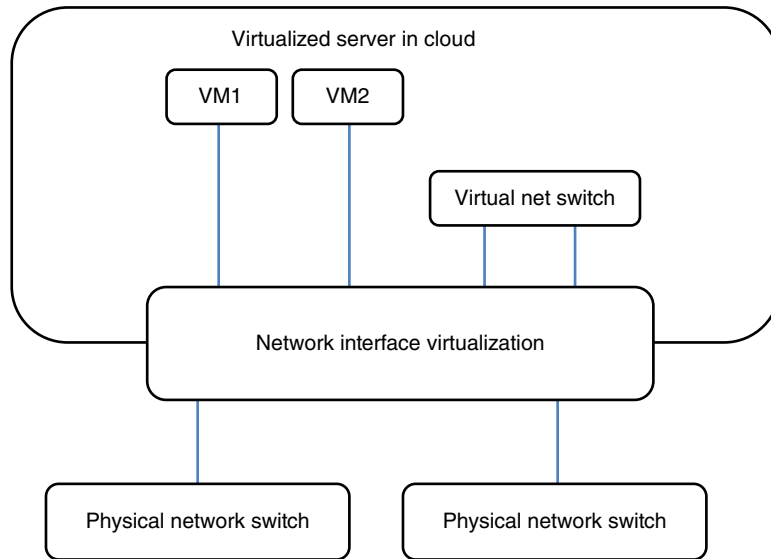 Virtualized server in cloud
VM1
VM2
Virtual net switch
Network interface virtualization
Physical network switch
Physical network switch